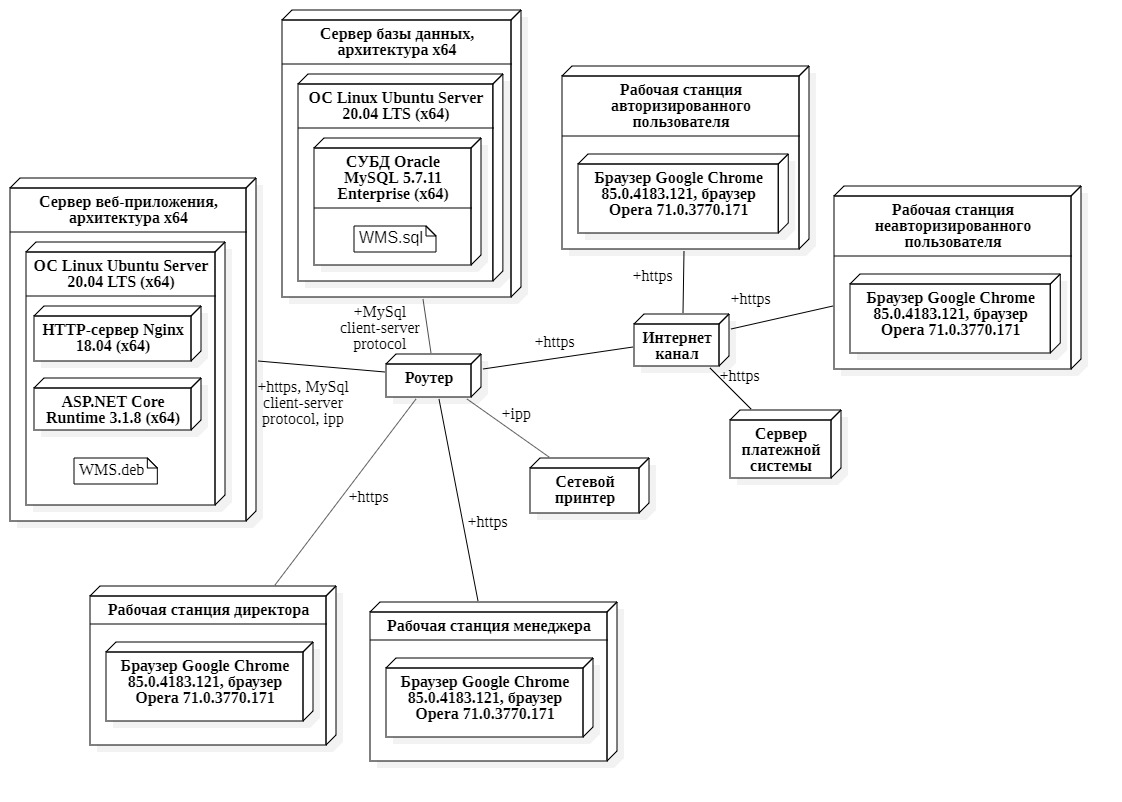 Сервер базы данных,
архитектура x64
ОС Linux Ubuntu Server
20.04 LTS (x64)
СУБД Oracle
MySQL 5.7.11
Enterprise (x64)
WMS.sql
Рабочая станция
авторизированного
пользователя
Браузер Google Chrome
85.0.4183.121, браузер
Opera 71.0.3770.171
Сервер веб-приложения,
архитектура x64
ОС Linux Ubuntu Server
20.04 LTS (x64)
HTTP-сервер Nginx
18.04 (x64)
ASP.NET Core
Runtime 3.1.8 (x64)
WMS.deb
Рабочая станция
неавторизированного
пользователя
Браузер Google Chrome
85.0.4183.121, браузер
Opera 71.0.3770.171
+https
+https
+MySql
client-server
protocol
+https
Интернет
канал
Роутер
+https
+https, MySql
client-server
protocol, ipp
+ipp
Сервер
платежной
системы
Сетевой
принтер
+https
+https
Рабочая станция директора
Браузер Google Chrome
85.0.4183.121, браузер
Opera 71.0.3770.171
Рабочая станция менеджера
Браузер Google Chrome
85.0.4183.121, браузер
Opera 71.0.3770.171